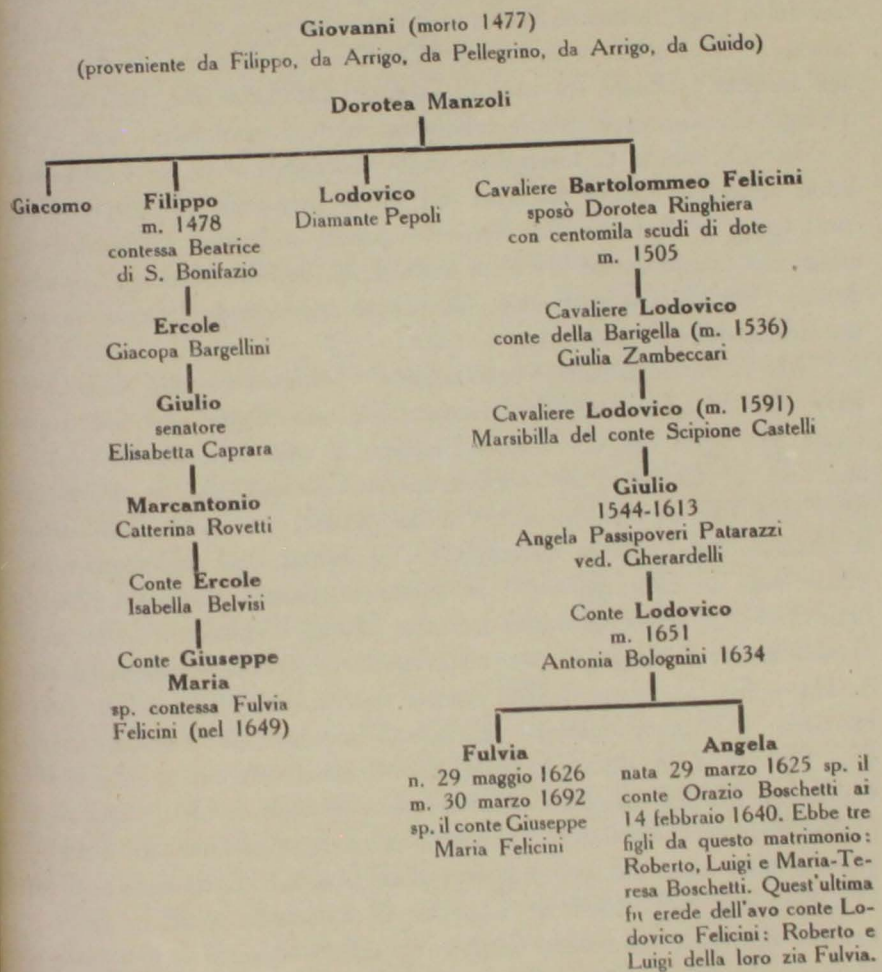 Giovanni (morto 1477)
(proveniente da Filippo, da Arrigo, da Pellegrino, da Arrigo, da Guido)
Dorotea Manzoli
Giacomo
Filippo
m. 1478
contessa Beatrice
di S. Bonifazio
Ercole
Giacopa Bargellini
Giulio
senatore
Elisabetta Caprara
Marcantonio
Catterina Rovetti
Conte Ercole
Isabella Belvisi
Conte Giuseppe
Maria
sp. contessa Fulvia
Felicini (nel 1649)
Lodovico
Diamante Pepoli
Cavaliere Bartolommeo Felicini
sposò Dorotea Ringhiera
con centomila scudi di dote
m. 1505
Cavaliere Lodovico
conte della Barigella (m. 1536)
Giulia Zambeccari
Cavaliere Lodovico (m. 1591)
Marsibilla del conte Scipione Castelli
Giulio
1544-1613
Angela Passipoveri Patarazzi
ved. Gherardelli
Conte Lodovico
m. 1651
Antonia Bolognini 1634
Fulvia
n. 29 maggio 1626
m. 30 marzo 1692
sp. il conte Giuseppe
Maria Felicini
Angela
nata 29 marzo 1625 sp. il
conte Orazio Boschetti ai
14 febbraio 1640. Ebbe tre
figli da questo matrimonio:
Roberto, Luigi e Maria-Te-
resa Boschetti. Quest'ultima
fu erede dell'avo conte Lo-
dovico Felicini: Roberto e
Luigi della loro zia Fulvia.